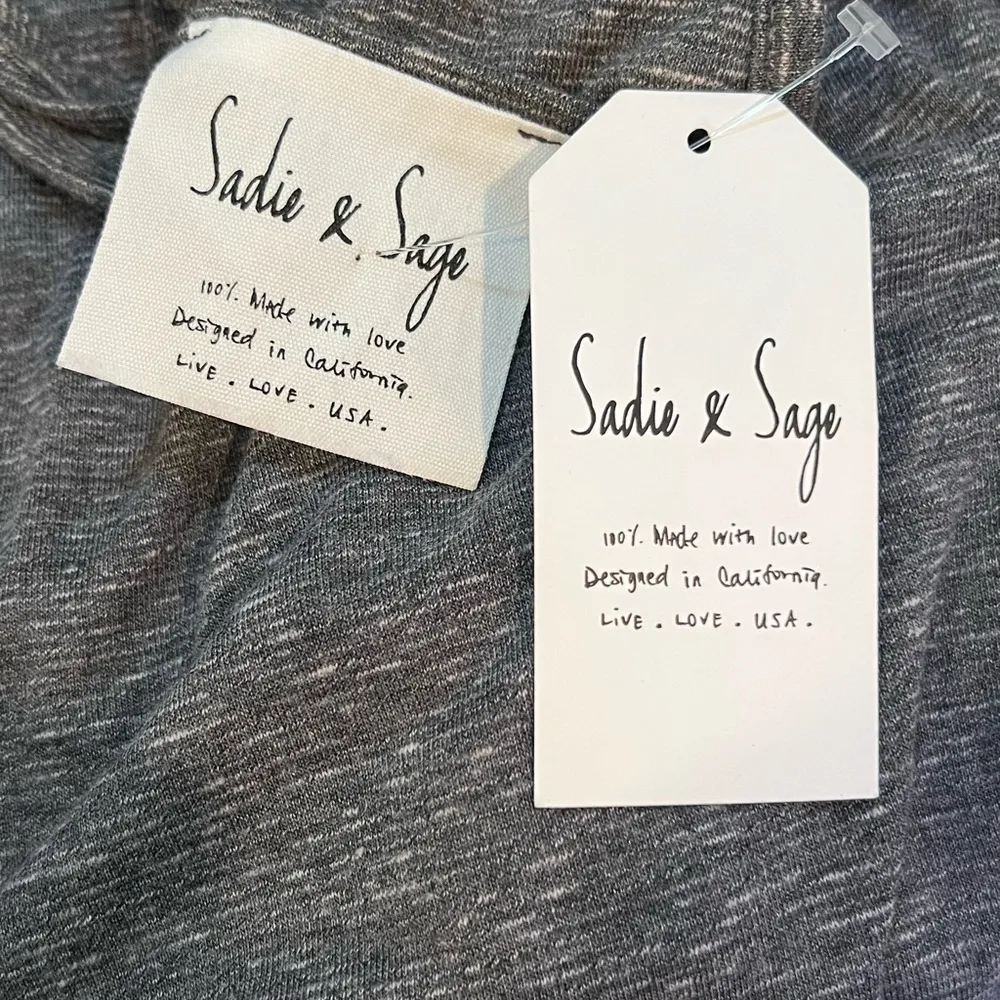 Sadie & Sage
100% Made with love
Designed in California.
LIVE . LOVE . USA .
Sadie & Sage
100% Made with love
Designed in California.
LIVE . LOVE . USA .